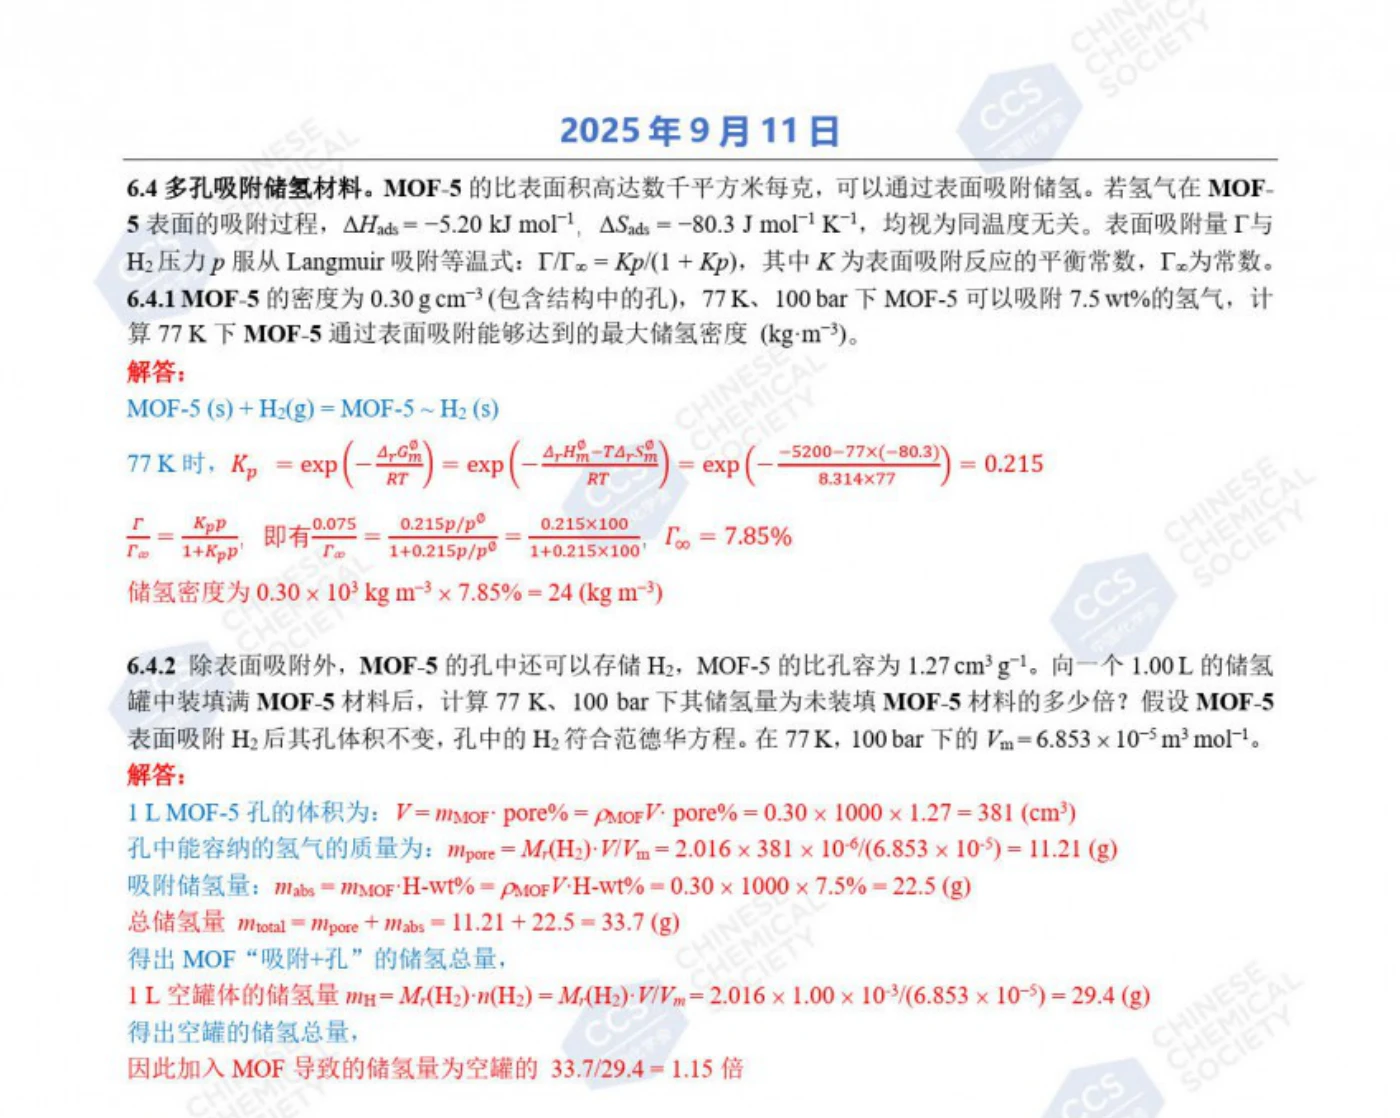 2025年9月11日
6.4 多孔吸附储氢材料。MOF-5 的比表面积高达数千平方米每克，可以通过表面吸附储氢。若氢气在 MOF-
5 表面的吸附过程，ΔHads = −5.20 kJ mol⁻¹，ΔSads = −80.3 J mol⁻¹ K⁻¹，均视为同温度无关。表面吸附量 Γ与
H₂压力 p 服从 Langmuir 吸附等温式：Γ/Γ∞ = Kp/(1 + Kp)，其中 K 为表面吸附反应的平衡常数，Γ∞为常数。
6.4.1 MOF-5 的密度为 0.30 g cm⁻³ (包含结构中的孔)，77 K、100 bar 下 MOF-5 可以吸附 7.5 wt%的氢气，计
算 77 K 下 MOF-5 通过表面吸附能够达到的最大储氢密度 (kg·m⁻³)。
解答：
MOF-5 (s) + H₂(g) = MOF-5 ~ H₂ (s)
77 K 时，Kp = exp(−ΔrGm^ø/RT) = exp(−(ΔrHm^ø−TΔrSm^ø)/RT) = exp(−(−5200−77×(−80.3))/(8.314×77)) = 0.215
Γ/Γ∞ = Kpp/(1+Kpp)，即有 0.075/Γ∞ = (0.215p/p^ø)/(1+0.215p/p^ø) = (0.215×100)/(1+0.215×100)，Γ∞ = 7.85%
储氢密度为 0.30 × 10³ kg m⁻³ × 7.85% = 24 (kg m⁻³)
6.4.2 除表面吸附外，MOF-5 的孔中还可以存储 H₂，MOF-5 的比孔容为 1.27 cm³ g⁻¹。向一个 1.00 L 的储氢
罐中装填满 MOF-5 材料后，计算 77 K、100 bar 下其储氢量为未装填 MOF-5 材料的多少倍？假设 MOF-5
表面吸附 H₂后其孔体积不变，孔中的 H₂符合范德华方程。在 77 K，100 bar 下的 Vm = 6.853 × 10⁻⁵ m³ mol⁻¹。
解答：
1 L MOF-5 孔的体积为：V = mMOF· pore% = ρMOFV· pore% = 0.30 × 1000 × 1.27 = 381 (cm³)
孔中能容纳的氢气的质量为：mpore = Mr(H₂)·V/Vm = 2.016 × 381 × 10⁻⁶/(6.853 × 10⁻⁵) = 11.21 (g)
吸附储氢量：mabs = mMOF·H-wt% = ρMOFV·H-wt% = 0.30 × 1000 × 7.5% = 22.5 (g)
总储氢量 mtotal = mpore + mabs = 11.21 + 22.5 = 33.7 (g)
得出 MOF “吸附+孔” 的储氢总量，
1 L 空罐体的储氢量 mH = Mr(H₂)·n(H₂) = Mr(H₂)·V/Vm = 2.016 × 1.00 × 10⁻³/(6.853 × 10⁻⁵) = 29.4 (g)
得出空罐的储氢总量，
因此加入 MOF 导致的储氢量为空罐的 33.7/29.4 = 1.15 倍
CHINESE CHEMICAL SOCIETY
CCS